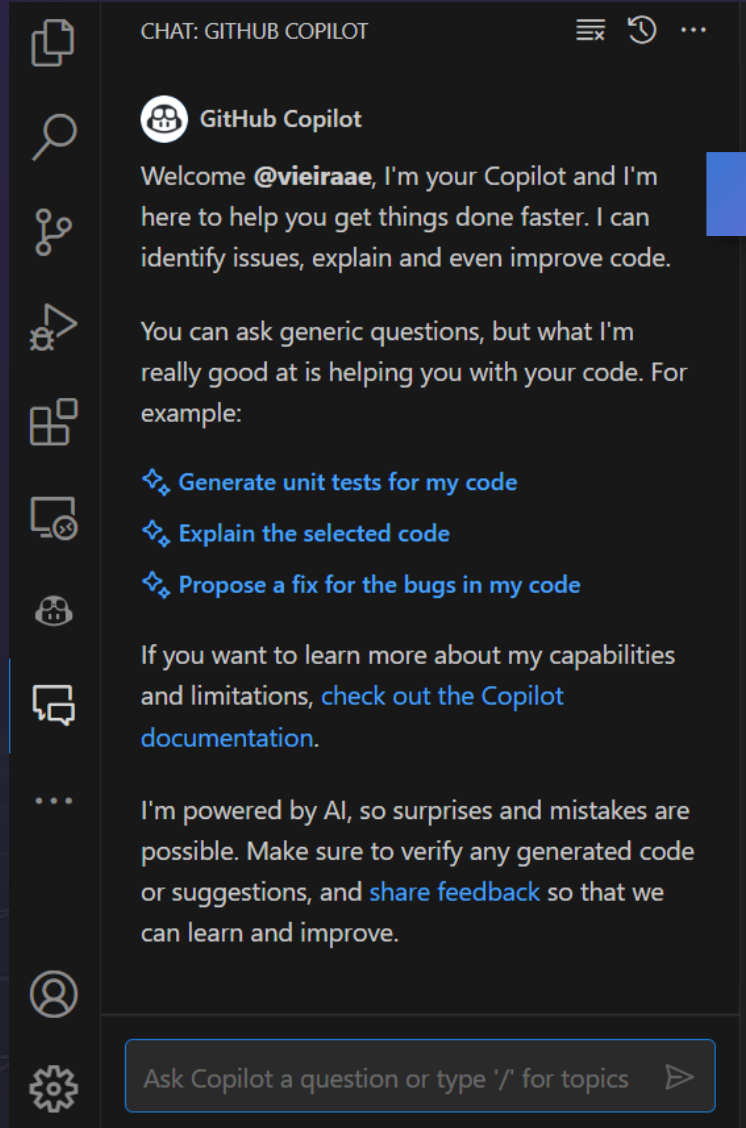 CHAT: GITHUB COPILOT
GitHub Copilot
Welcome @vieiraae, I'm your Copilot and I'm
here to help you get things done faster. I can
identify issues, explain and even improve code.
You can ask generic questions, but what I'm
really good at is helping you with your code. For
example:
Generate unit tests for my code
Explain the selected code
Propose a fix for the bugs in my code
If you want to learn more about my capabilities
and limitations, check out the Copilot
documentation.
I'm powered by AI, so surprises and mistakes are
possible. Make sure to verify any generated code
or suggestions, and share feedback so that we
can learn and improve.
Ask Copilot a question or type '/' for topics